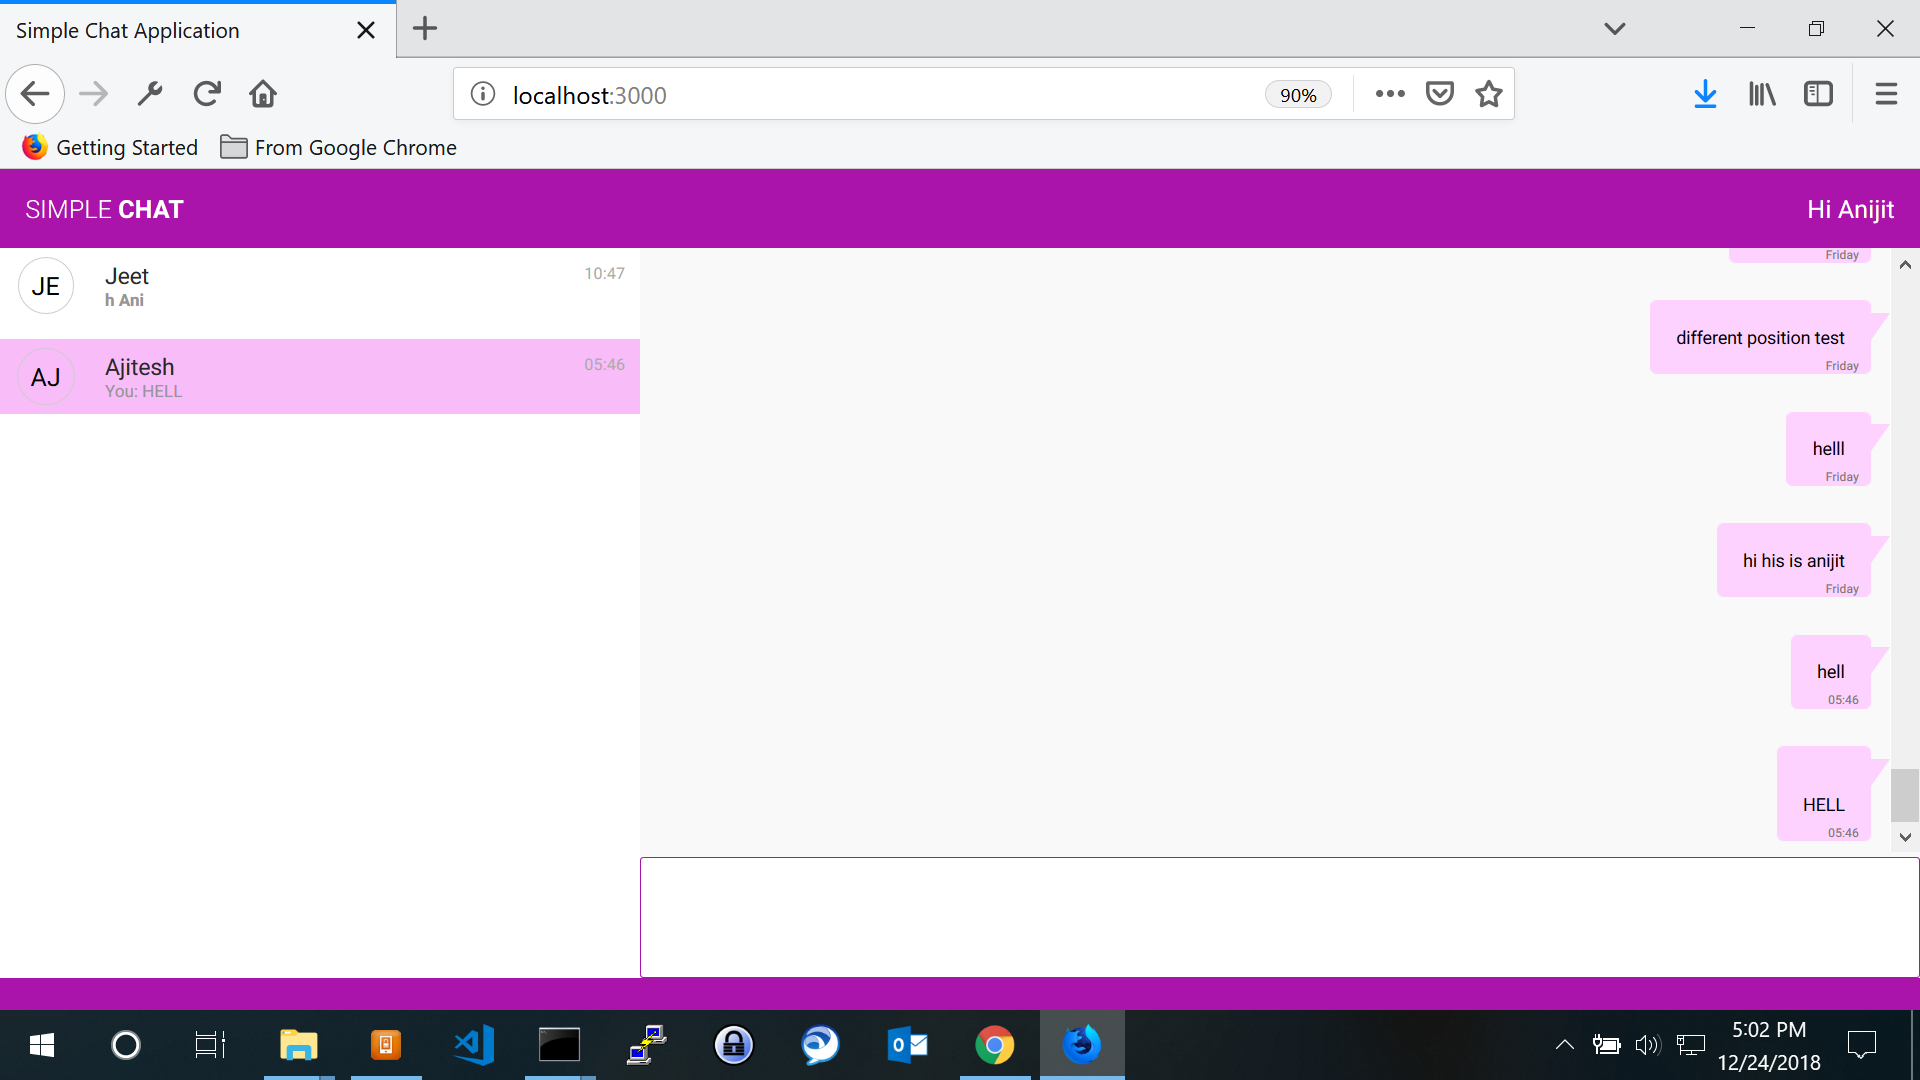 Simple Chat Application
localhost:3000
90%
Getting Started
From Google Chrome
SIMPLE CHAT
Hi Anijit
JE
Jeet
10:47
h Ani
AJ
Ajitesh
05:46
You: HELL
Friday
different position test
Friday
helll
Friday
hi his is anijit
Friday
hell
05:46
HELL
05:46
5:02 PM
12/24/2018